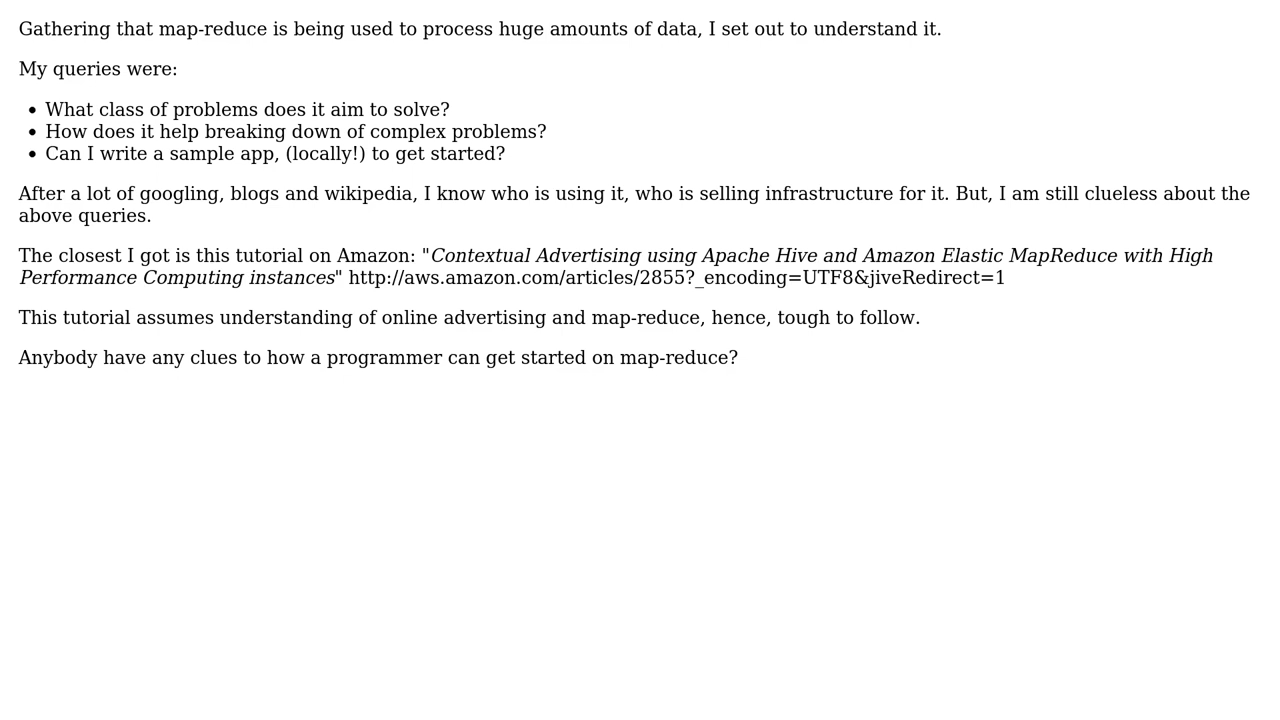 Gathering that map-reduce is being used to process huge amounts of data, I set out to understand it.
My queries were:
• What class of problems does it aim to solve?
• How does it help breaking down of complex problems?
• Can I write a sample app, (locally!) to get started?
After a lot of googling, blogs and wikipedia, I know who is using it, who is selling infrastructure for it. But, I am still clueless about the
above queries.
The closest I got is this tutorial on Amazon: "Contextual Advertising using Apache Hive and Amazon Elastic MapReduce with High
Performance Computing instances" http://aws.amazon.com/articles/2855?_encoding=UTF8&jiveRedirect=1
This tutorial assumes understanding of online advertising and map-reduce, hence, tough to follow.
Anybody have any clues to how a programmer can get started on map-reduce?